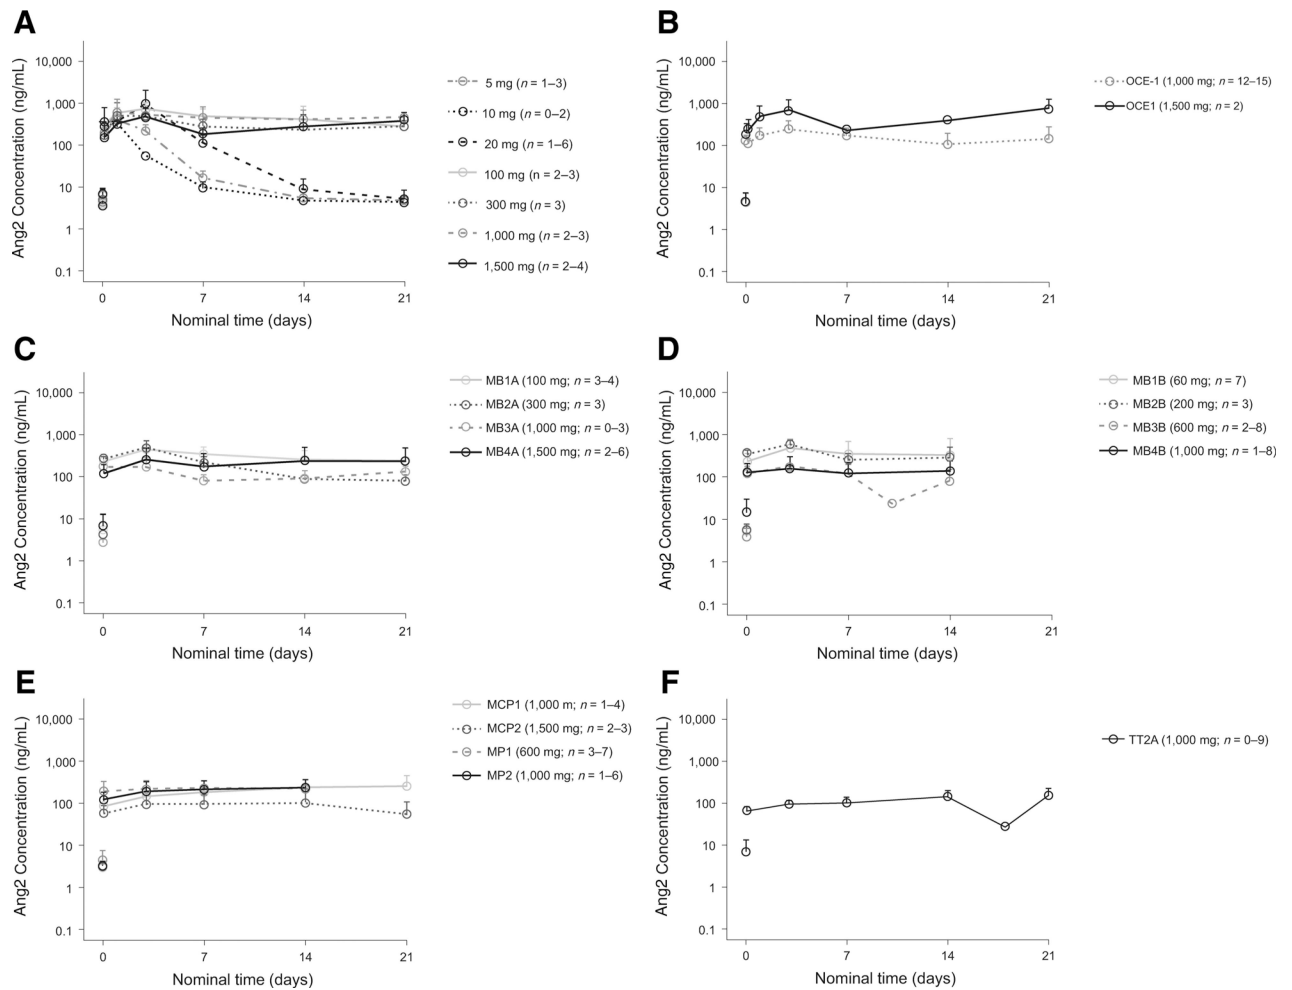 A
Ang2 Concentration (ng/mL)
10,000
1,000
100
10
1
0.1
0 7 14 21
Nominal time (days)
5 mg (n = 1–3)
10 mg (n = 0–2)
20 mg (n = 1–6)
100 mg (n = 2–3)
300 mg (n = 3)
1,000 mg (n = 2–3)
1,500 mg (n = 2–4)
B
Ang2 Concentration (ng/mL)
10,000
1,000
100
10
1
0.1
0 7 14 21
Nominal time (days)
OCE-1 (1,000 mg; n = 12–15)
OCE1 (1,500 mg; n = 2)
C
Ang2 Concentration (ng/mL)
10,000
1,000
100
10
1
0.1
0 7 14 21
Nominal time (days)
MB1A (100 mg; n = 3–4)
MB2A (300 mg; n = 3)
MB3A (1,000 mg; n = 0–3)
MB4A (1,500 mg; n = 2–6)
D
Ang2 Concentration (ng/mL)
10,000
1,000
100
10
1
0.1
0 7 14 21
Nominal time (days)
MB1B (60 mg; n = 7)
MB2B (200 mg; n = 3)
MB3B (600 mg; n = 2–8)
MB4B (1,000 mg; n = 1–8)
E
Ang2 Concentration (ng/mL)
10,000
1,000
100
10
1
0.1
0 7 14 21
Nominal time (days)
MCP1 (1,000 m; n = 1–4)
MCP2 (1,500 mg; n = 2–3)
MP1 (600 mg; n = 3–7)
MP2 (1,000 mg; n = 1–6)
F
Ang2 Concentration (ng/mL)
10,000
1,000
100
10
1
0.1
0 7 14 21
Nominal time (days)
TT2A (1,000 mg; n = 0–9)